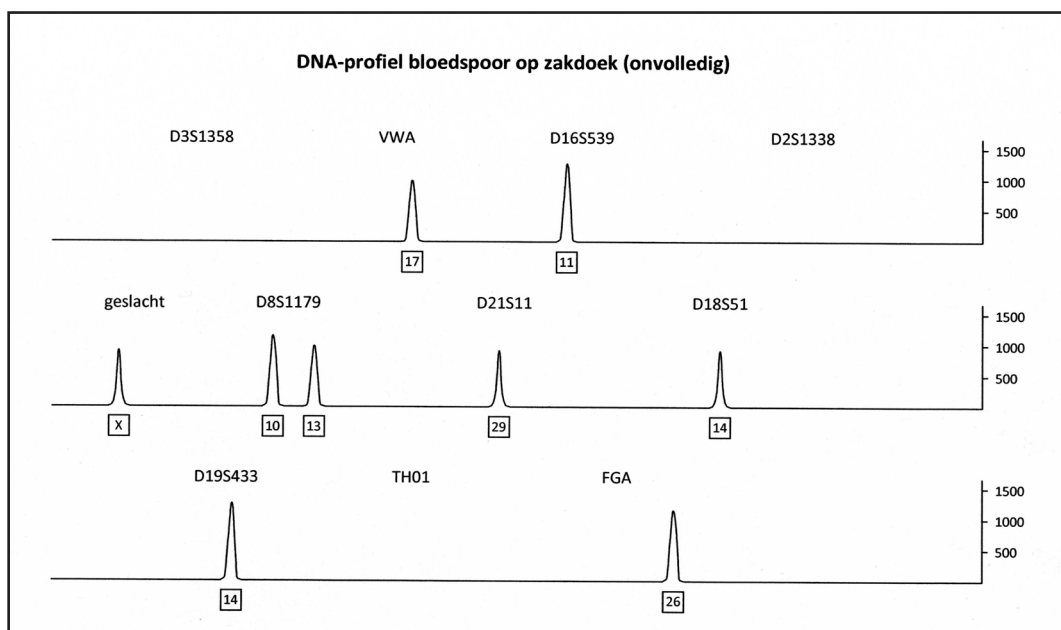 DNA-profiel bloedspoor op zakdoek (onvolledig)
D3S1358 VWA D16S539 D2S1338
1500
1000
500
17 11
geslacht D8S1179 D21S11 D18S51
1500
1000
500
X 10 13 29 14
D19S433 TH01 FGA
1500
1000
500
14 26